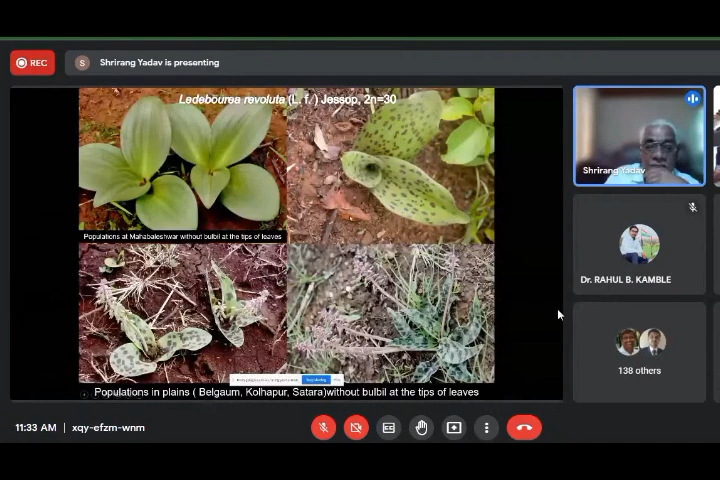 REC
S
Shrirang Yadav is presenting
Ledebourea revoluta (L. f. ) Jessop, 2n=30
Populations at Mahabaleshwar without bulbil at the tips of leaves
Populations in plains ( Belgaum, Kolhapur, Satara)without bulbil at the tips of leaves
Shrirang Yadav
Dr. RAHUL B. KAMBLE
138 others
11:33 AM | xqy-efzm-wnm